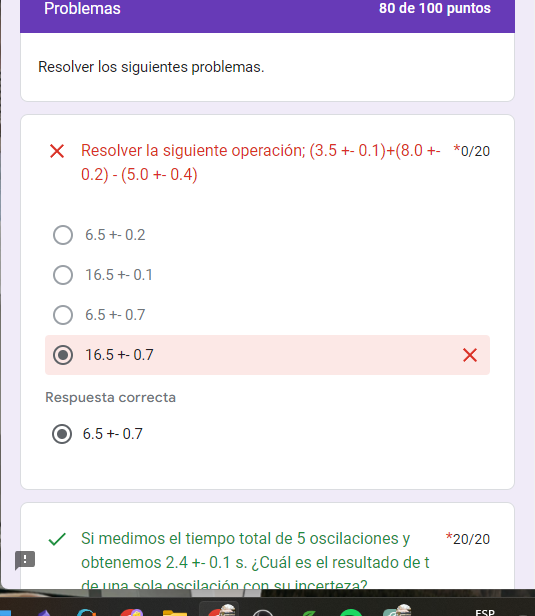 Problemas 80 de 100 puntos
Resolver los siguientes problemas.
Resolver la siguiente operación; (3.5 +- 0.1)+(8.0 +- *0/20
0.2) - (5.0 +- 0.4)
6.5 +- 0.2
16.5 +- 0.1
6.5 +- 0.7
16.5 +- 0.7
Respuesta correcta
6.5 +- 0.7
Si medimos el tiempo total de 5 oscilaciones y *20/20
obtenemos 2.4 +- 0.1 s. ¿Cuál es el resultado de t
de una sola oscilación con su incerteza?
ESP